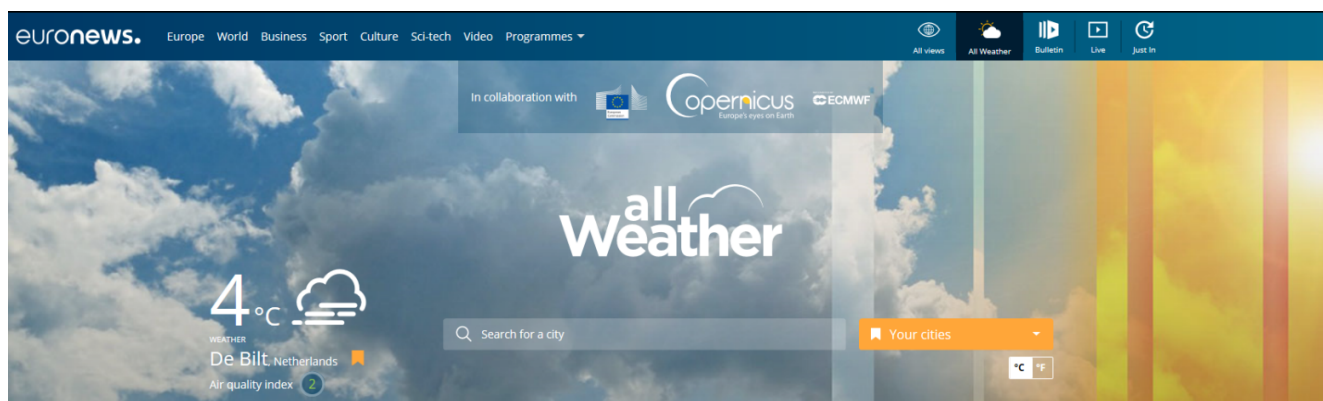 euronews.
Europe World Business Sport Culture Sci-tech Video Programmes
All views All Weather Bulletin Live Just In
In collaboration with
opernicus
Europe's eyes on Earth
ECMWF
all
Weather
4 °C
WEATHER
De Bilt, Netherlands
Air quality index 2
Search for a city
Your cities
°C °F